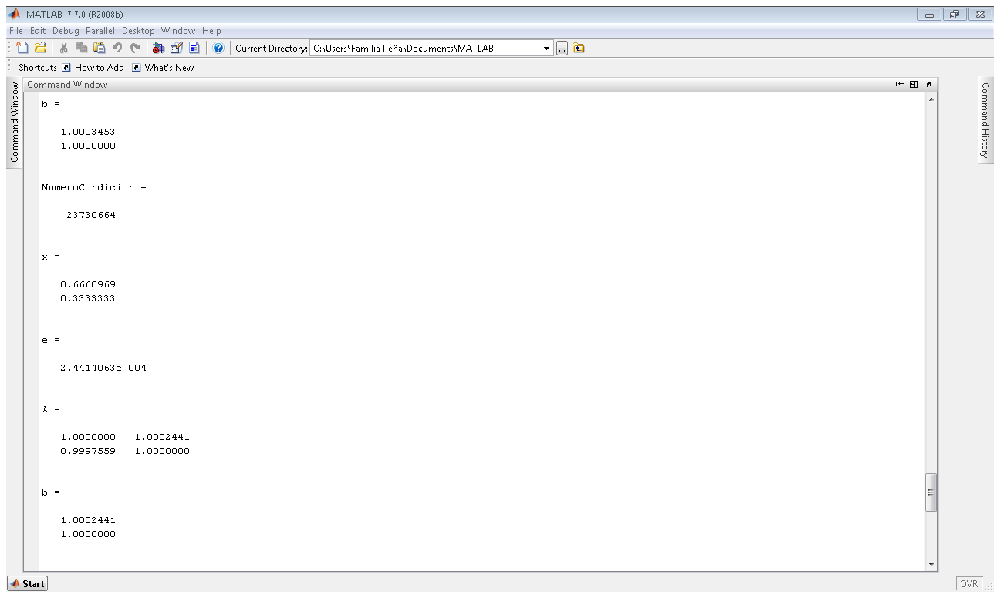 MATLAB 7.7.0 (R2008b)
File Edit Debug Parallel Desktop Window Help
Current Directory: C:\Users\Familia Peña\Documents\MATLAB ...
Shortcuts How to Add What's New
Command Window
Command Window
b =
1.0003453
1.0000000
NumeroCondicion =
23730664
x =
0.6668969
0.3333333
e =
2.4414063e-004
A =
1.0000000 1.0002441
0.9997559 1.0000000
b =
1.0002441
1.0000000
Command History
Start
OVR